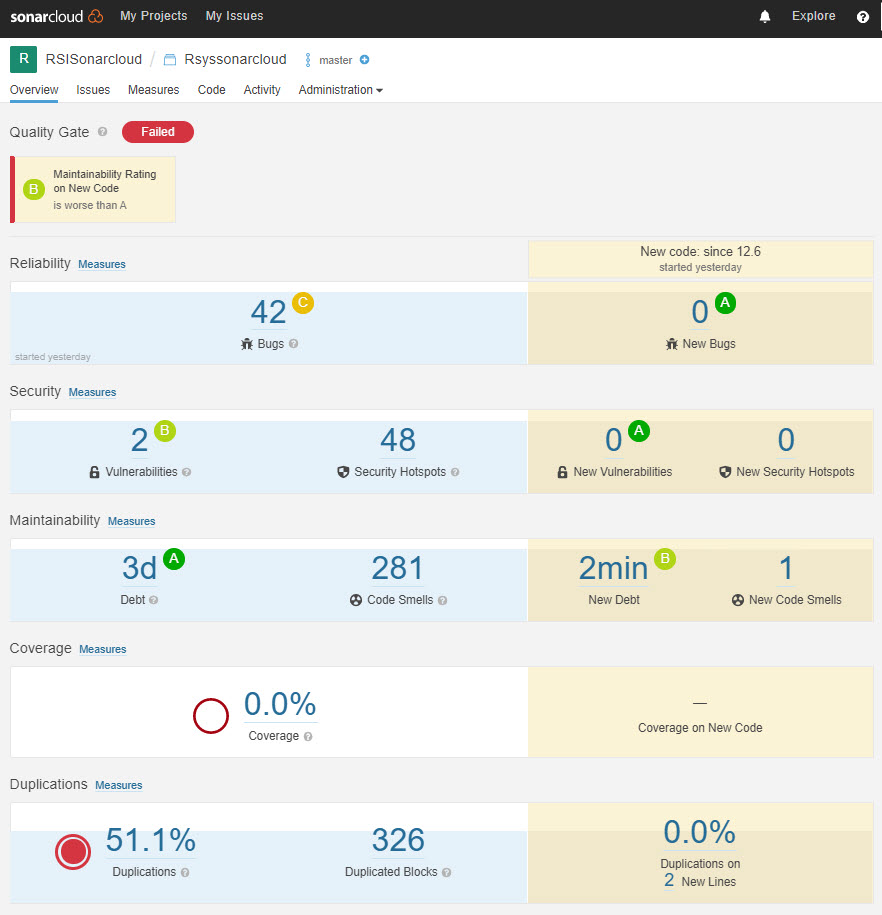 sonarcloud My Projects My Issues Explore ?
R RSISonarcloud / Rsyssonarcloud master
Overview Issues Measures Code Activity Administration
Quality Gate ? Failed
B
Maintainability Rating
on New Code
is worse than A
New code: since 12.6
started yesterday
Reliability Measures
42 C
Bugs ?
started yesterday
0 A
New Bugs
Security Measures
2 B
Vulnerabilities ?
48
Security Hotspots ?
0 A
New Vulnerabilities
0
New Security Hotspots
Maintainability Measures
3d A
Debt ?
281
Code Smells ?
2min B
New Debt
1
New Code Smells
Coverage Measures
0.0%
Coverage ?
—
Coverage on New Code
Duplications Measures
51.1%
Duplications ?
326
Duplicated Blocks ?
0.0%
Duplications on
2 New Lines